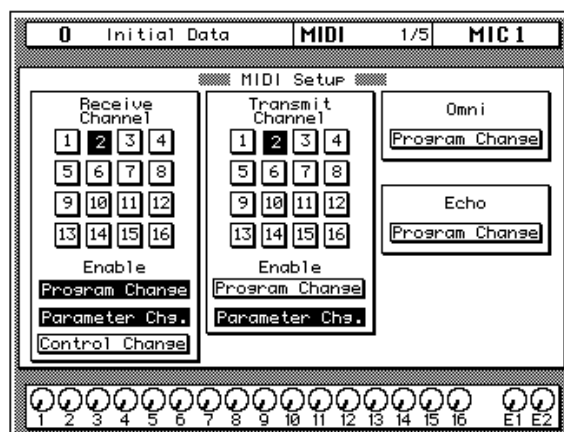 0 Initial Data MIDI 1/5 MIC 1
MIDI Setup
Receive Channel
1 2 3 4
5 6 7 8
9 10 11 12
13 14 15 16
Enable
Program Change
Parameter Chg.
Control Change
Transmit Channel
1 2 3 4
5 6 7 8
9 10 11 12
13 14 15 16
Enable
Program Change
Parameter Chg.
Omni
Program Change
Echo
Program Change
1 2 3 4 5 6 7 8 9 10 11 12 13 14 15 16 E1 E2